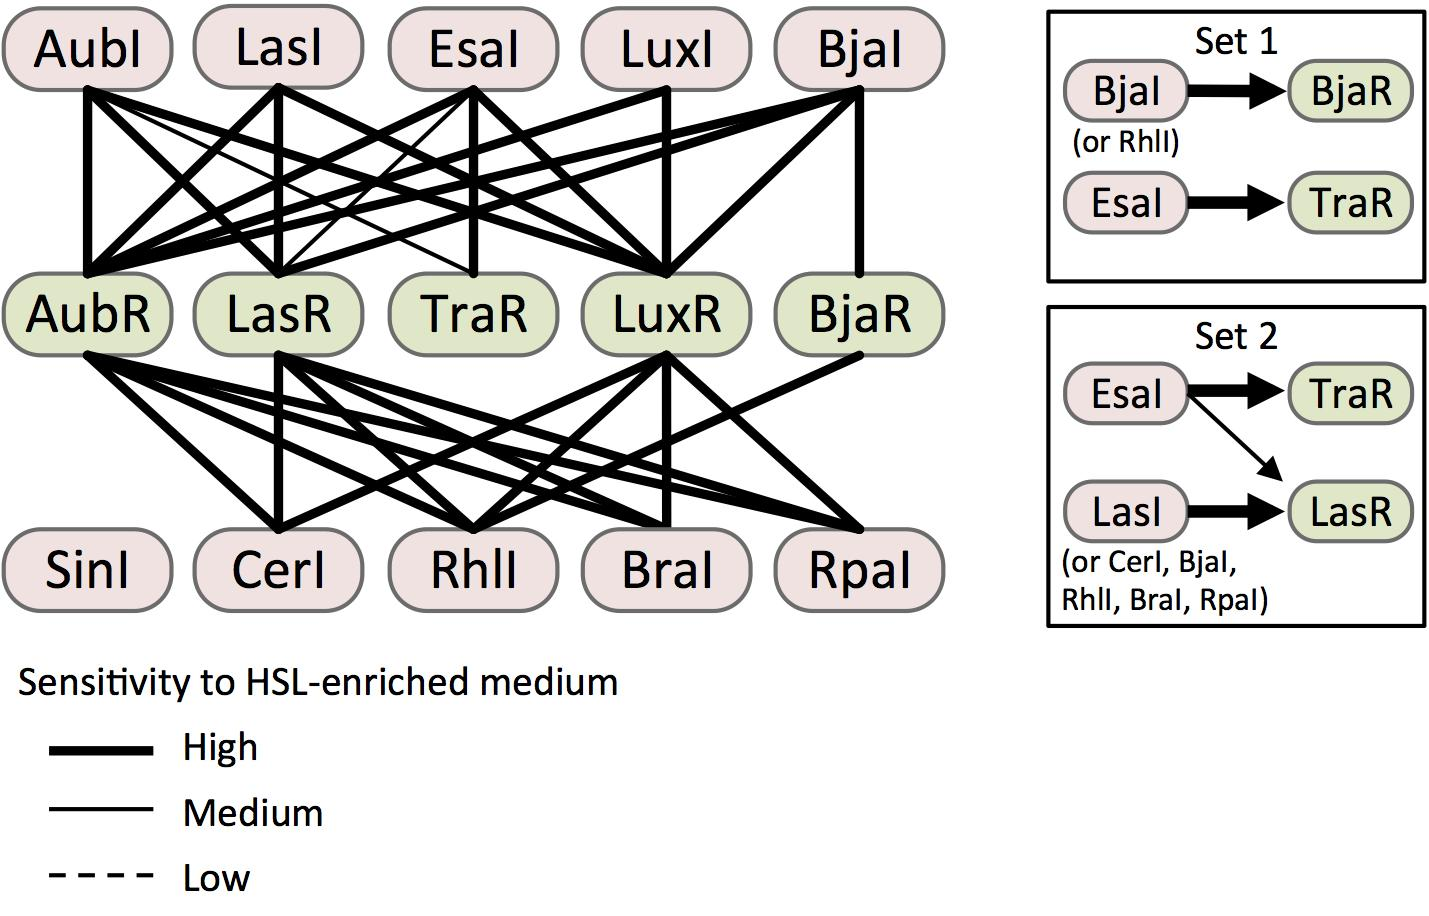 AubI LasI EsaI LuxI BjaI
AubR LasR TraR LuxR BjaR
SinI CerI RhlI BraI RpaI
Sensitivity to HSL-enriched medium
High
Medium
Low
Set 1
BjaI BjaR
(or RhlI)
EsaI TraR
Set 2
EsaI TraR
LasI LasR
(or CerI, BjaI,
RhlI, BraI, RpaI)